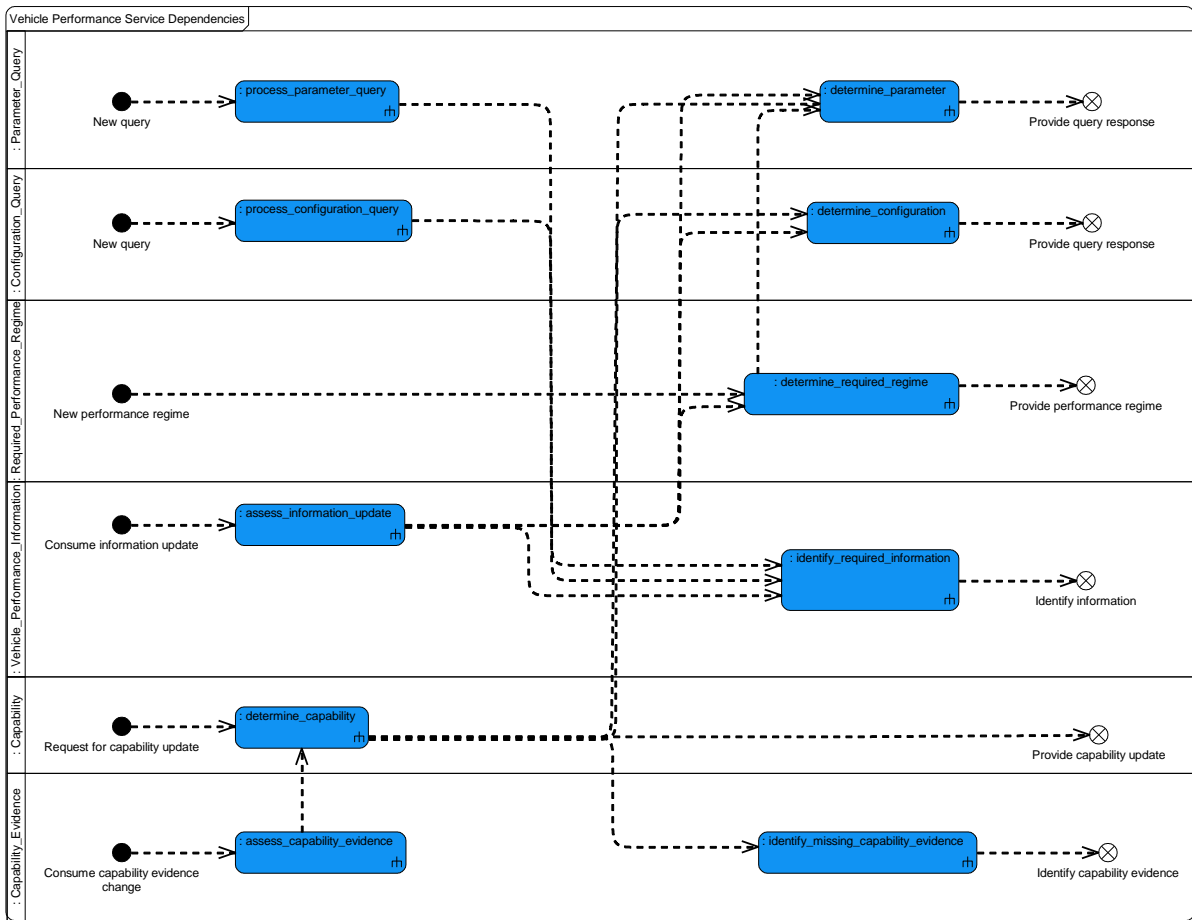 Vehicle Performance Service Dependencies
: Parameter_Query
New query
: process_parameter_query
: determine_parameter
Provide query response
: Configuration_Query
New query
: process_configuration_query
: determine_configuration
Provide query response
: Required_Performance_Regime
New performance regime
: determine_required_regime
Provide performance regime
: Vehicle_Performance_Information
Consume information update
: assess_information_update
: identify_required_information
Identify information
: Capability
Request for capability update
: determine_capability
Provide capability update
: Capability_Evidence
Consume capability evidence
change
: assess_capability_evidence
: identify_missing_capability_evidence
Identify capability evidence